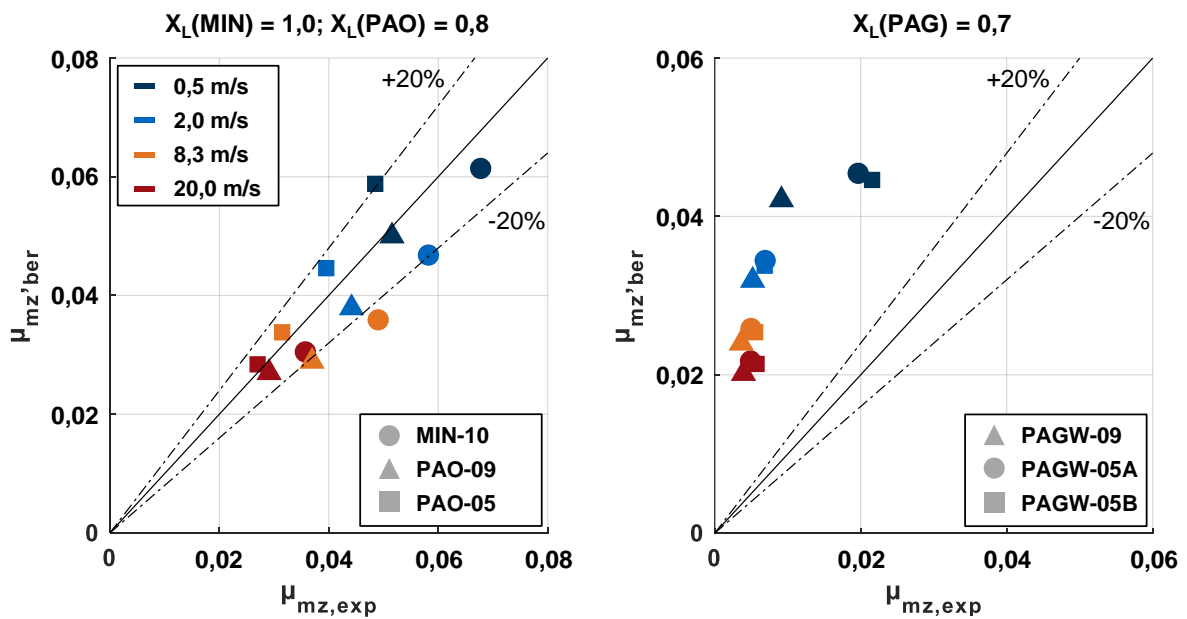 X_L(MIN) = 1,0; X_L(PAO) = 0,8
0,08
0,06
0,04
0,02
0
μ_mz’ber
0,5 m/s
2,0 m/s
8,3 m/s
20,0 m/s
+20%
-20%
MIN-10
PAO-09
PAO-05
0
0,02
0,04
0,06
0,08
μ_mz,exp
X_L(PAG) = 0,7
0,06
0,04
0,02
0
μ_mz’ber
+20%
-20%
PAGW-09
PAGW-05A
PAGW-05B
0
0,02
0,04
0,06
μ_mz,exp